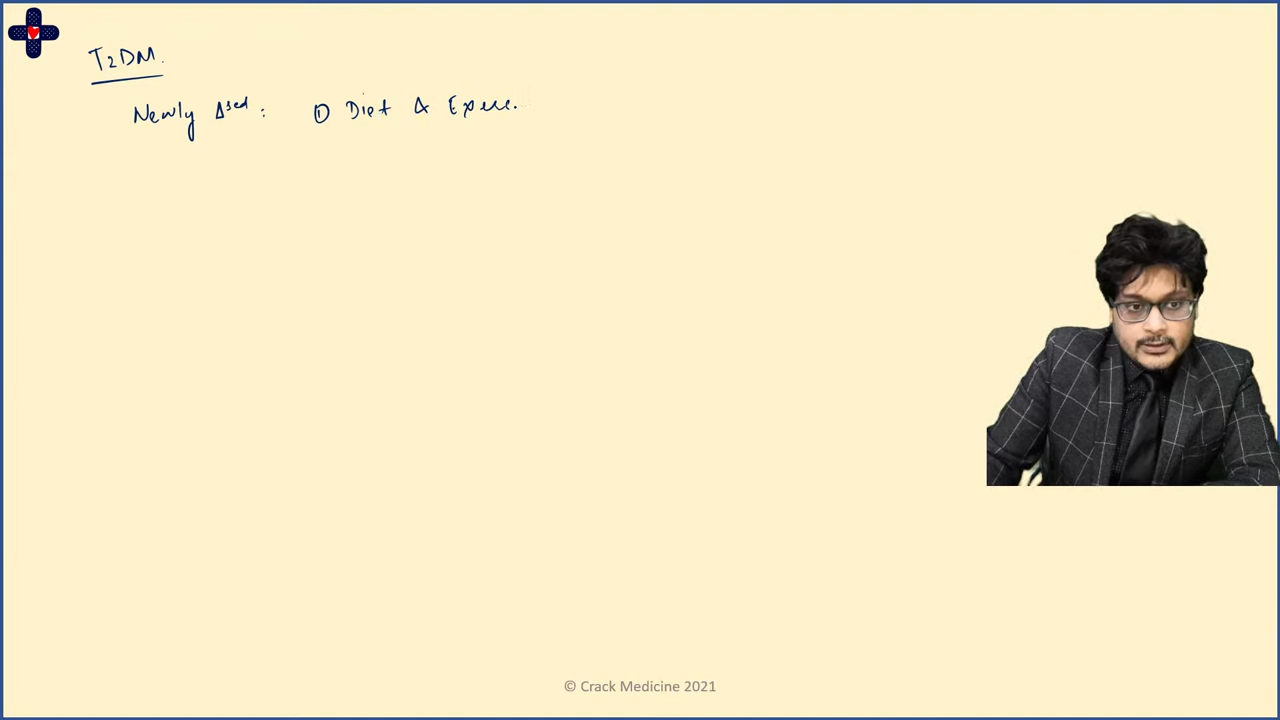 T2DM.
Newly Δsed : ① Diet & Exerc.
© Crack Medicine 2021